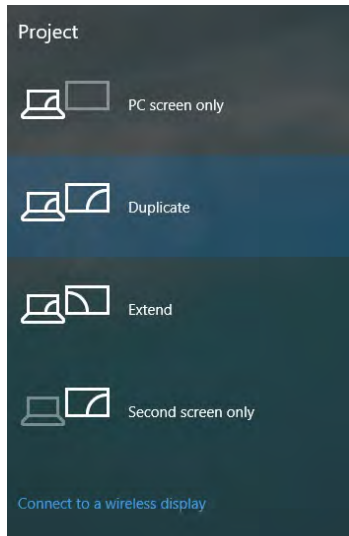 Project
PC screen only
Duplicate
Extend
Second screen only
Connect to a wireless display